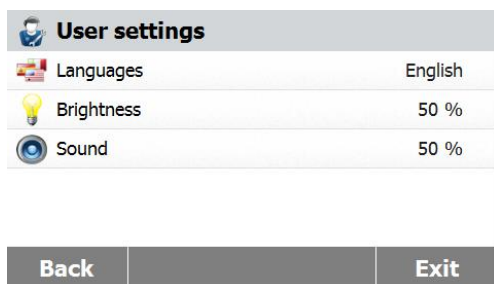 User settings
Languages English
Brightness 50 %
Sound 50 %
Back Exit